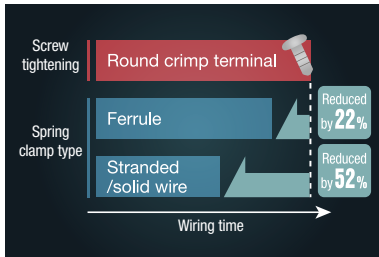 Screw
tightening
Round crimp terminal
Spring
clamp type
Ferrule
Reduced
by 22%
Stranded
/solid wire
Reduced
by 52%
Wiring time